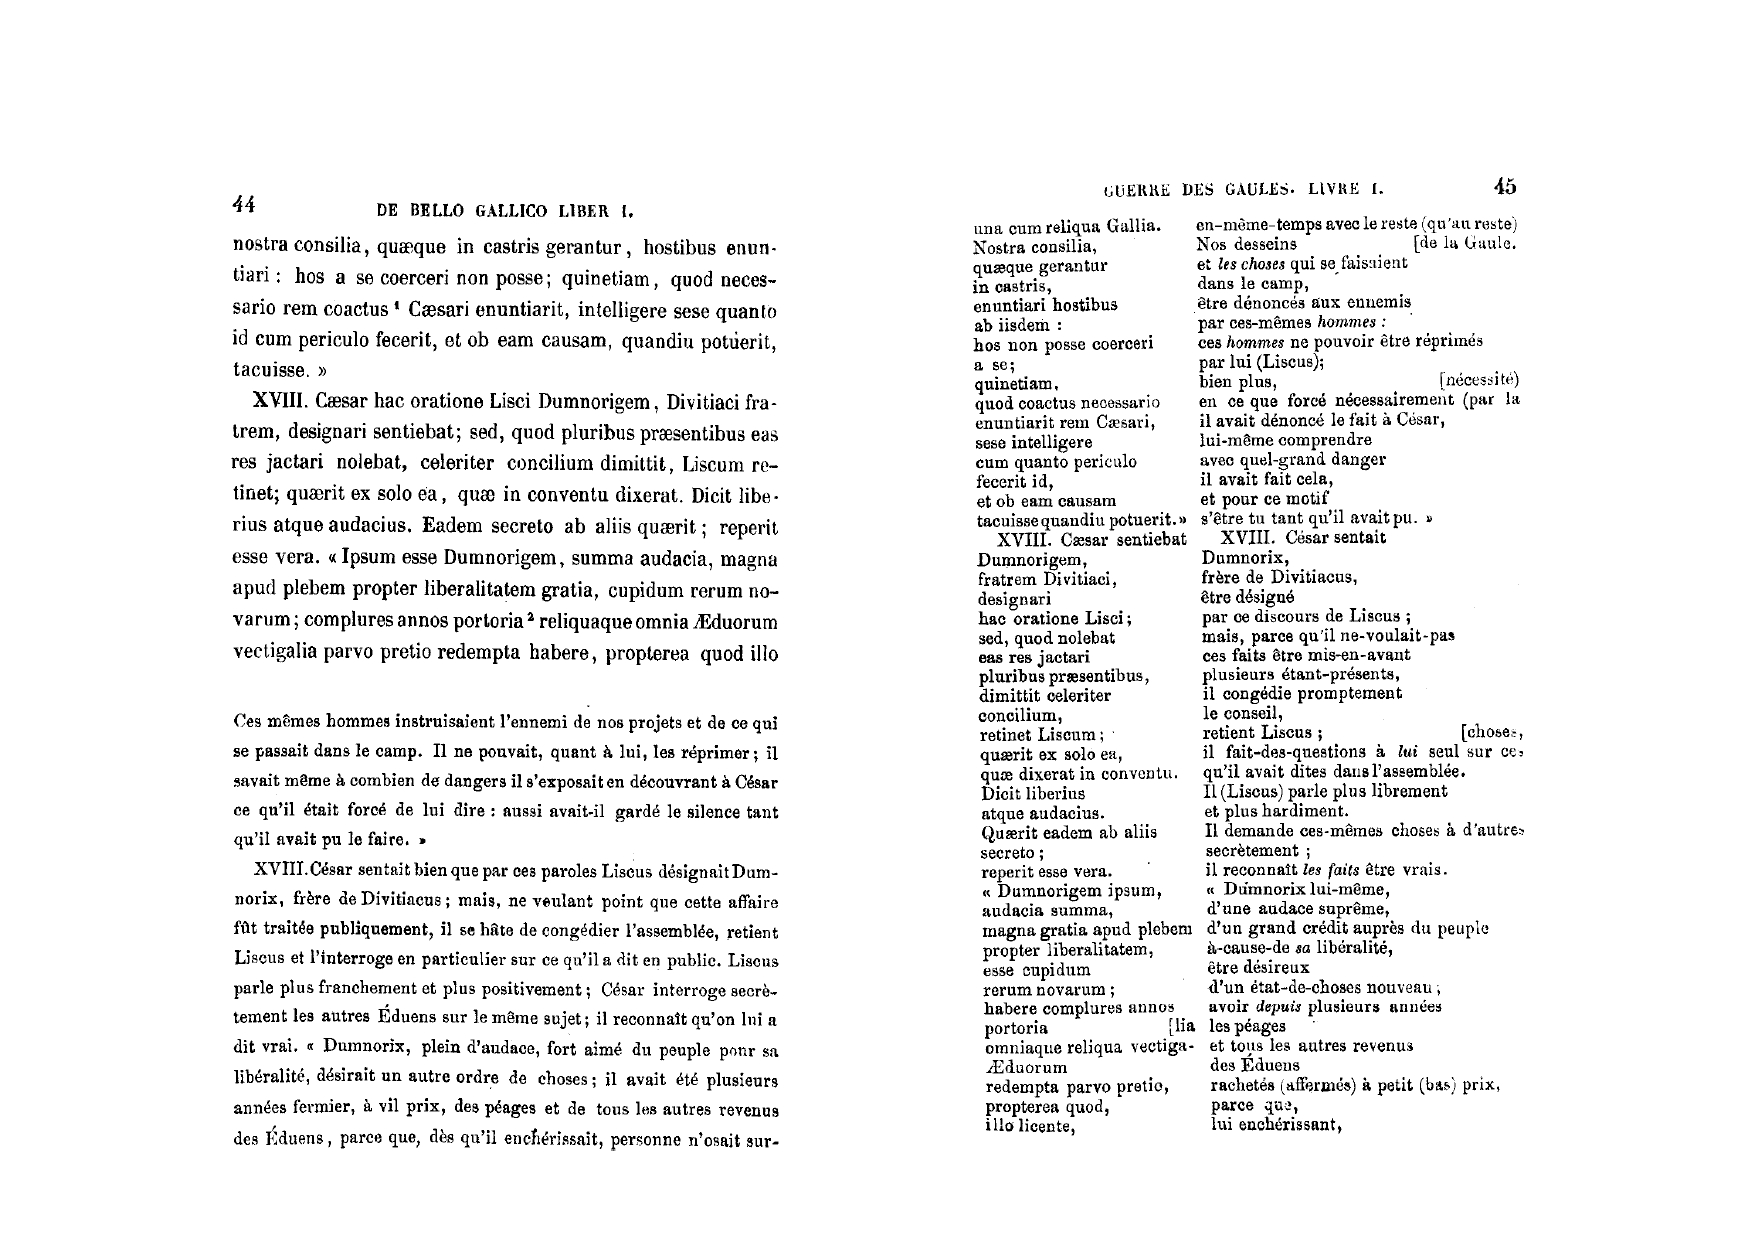 44
DE BELLO GALLICO LIBER I.
nostra consilia, quæque in castris gerantur, hostibus enun-
tiari : hos a se coerceri non posse; quinetiam, quod neces-
sario rem coactus ¹ Cæsari enuntiarit, intelligere sese quanto
id cum periculo fecerit, et ob eam causam, quandiu potuerit,
tacuisse. »
XVIII. Cæsar hac oratione Lisci Dumnorigem, Divitiaci fra-
trem, designari sentiebat; sed, quod pluribus præsentibus eas
res jactari nolebat, celeriter concilium dimittit, Liscum re-
tinet; quærit ex solo ea, quæ in conventu dixerat. Dicit libe-
rius atque audacius. Eadem secreto ab aliis quærit; reperit
esse vera. « Ipsum esse Dumnorigem, summa audacia, magna
apud plebem propter liberalitatem gratia, cupidum rerum no-
varum; complures annos portoria ² reliquaque omnia Æduorum
vectigalia parvo pretio redempta habere, propterea quod illo
Ces mêmes hommes instruisaient l'ennemi de nos projets et de ce qui
se passait dans le camp. Il ne pouvait, quant à lui, les réprimer; il
savait même à combien de dangers il s'exposait en découvrant à César
ce qu'il était forcé de lui dire : aussi avait-il gardé le silence tant
qu'il avait pu le faire. »
XVIII. César sentait bien que par ces paroles Liscus désignait Dum-
norix, frère de Divitiacus; mais, ne voulant point que cette affaire
fût traitée publiquement, il se hâte de congédier l'assemblée, retient
Liscus et l'interroge en particulier sur ce qu'il a dit en public. Liscus
parle plus franchement et plus positivement; César interroge secrè-
tement les autres Éduens sur le même sujet; il reconnaît qu'on lui a
dit vrai. « Dumnorix, plein d'audace, fort aimé du peuple pour sa
libéralité, désirait un autre ordre de choses; il avait été plusieurs
années fermier, à vil prix, des péages et de tous les autres revenus
des Éduens, parce que, dès qu'il enchérissait, personne n'osait sur-
GUERRE DES GAULES. LIVRE I.
45
una cum reliqua Gallia.
Nostra consilia,
quæque gerantur
in castris,
enuntiari hostibus
ab iisdem :
hos non posse coerceri
a se;
quinetiam,
quod coactus necessario
enuntiarit rem Cæsari,
sese intelligere
cum quanto periculo
fecerit id,
et ob eam causam
tacuisse quandiu potuerit. »
XVIII. Cæsar sentiebat
Dumnorigem,
fratrem Divitiaci,
designari
hac oratione Lisci;
sed, quod nolebat
eas res jactari
pluribus præsentibus,
dimittit celeriter
concilium,
retinet Liscum;
quærit ex solo ea,
quæ dixerat in conventu.
Dicit liberius
atque audacius.
Quærit eadem ab aliis
secreto;
reperit esse vera.
« Dumnorigem ipsum,
audacia summa,
magna gratia apud plebem
propter liberalitatem,
esse cupidum
rerum novarum;
habere complures annos
portoria [lia
omniaque reliqua vectiga-
Æduorum
redempta parvo pretio,
propterea quod,
illo licente,
en-même-temps avec le reste (qu'au reste)
Nos desseins [de la Gaule.
et les choses qui se faisaient
dans le camp,
être dénoncés aux ennemis
par ces-mêmes hommes :
ces hommes ne pouvoir être réprimés
par lui (Liscus);
bien plus, [nécessité)
en ce que forcé nécessairement (par la
il avait dénoncé le fait à César,
lui-même comprendre
avec quel-grand danger
il avait fait cela,
et pour ce motif
s'être tu tant qu'il avait pu. »
XVIII. César sentait
Dumnorix,
frère de Divitiacus,
être désigné
par ce discours de Liscus;
mais, parce qu'il ne-voulait-pas
ces faits être mis-en-avant
plusieurs étant-présents,
il congédie promptement
le conseil,
retient Liscus; [choses,
il fait-des-questions à lui seul sur ces
qu'il avait dites dans l'assemblée.
Il (Liscus) parle plus librement
et plus hardiment.
Il demande ces-mêmes choses à d'autres
secrètement;
il reconnaît les faits être vrais.
« Dumnorix lui-même,
d'une audace suprême,
d'un grand crédit auprès du peuple
à-cause-de sa libéralité,
être désireux
d'un état-de-choses nouveau;
avoir depuis plusieurs années
les péages
et tous les autres revenus
des Éduens
rachetés (affermés) à petit (bas) prix,
parce que,
lui enchérissant,